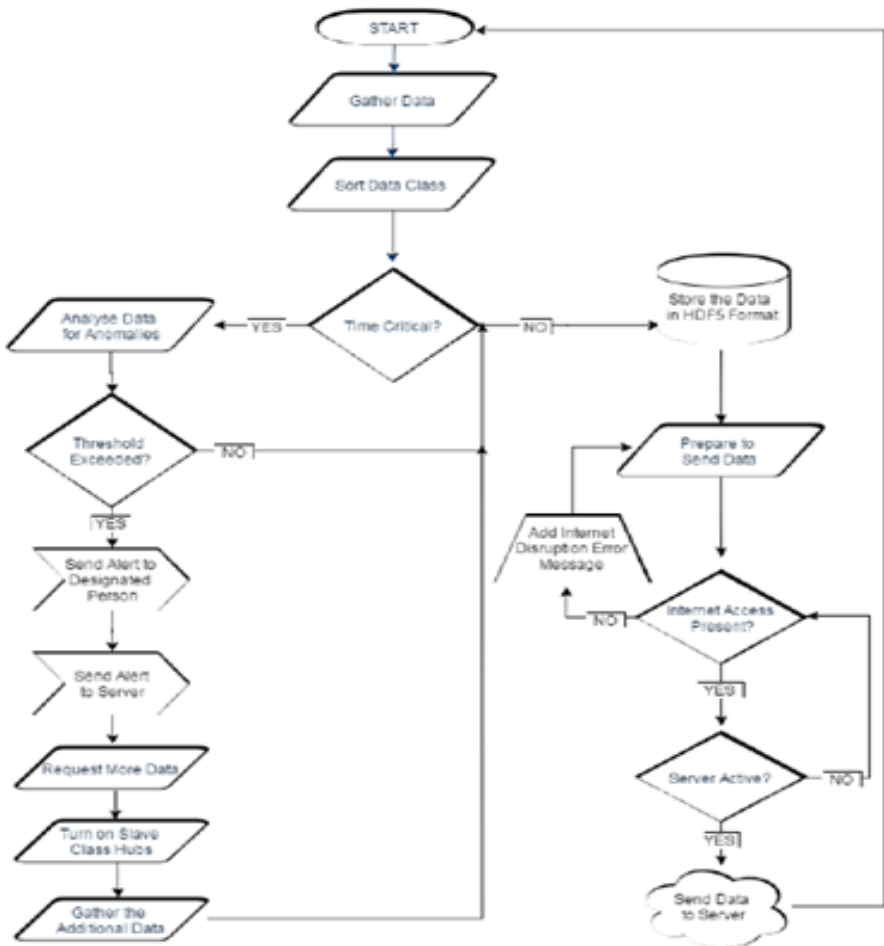 START
Gather Data
Sort Data Class
Time Critical?
YES
NO
Analyse Data
for Anomalies
Threshold
Exceeded?
NO
YES
Send Alert to
Designated
Person
Send Alert
to Server
Request More Data
Turn on Slave
Class Hubs
Gather the
Additional Data
Store the Data
in HDF5 Format
Prepare to
Send Data
Add Internet
Disruption Error
Message
Internet Access
Present?
NO
YES
Server Active?
NO
YES
Send Data
to Server